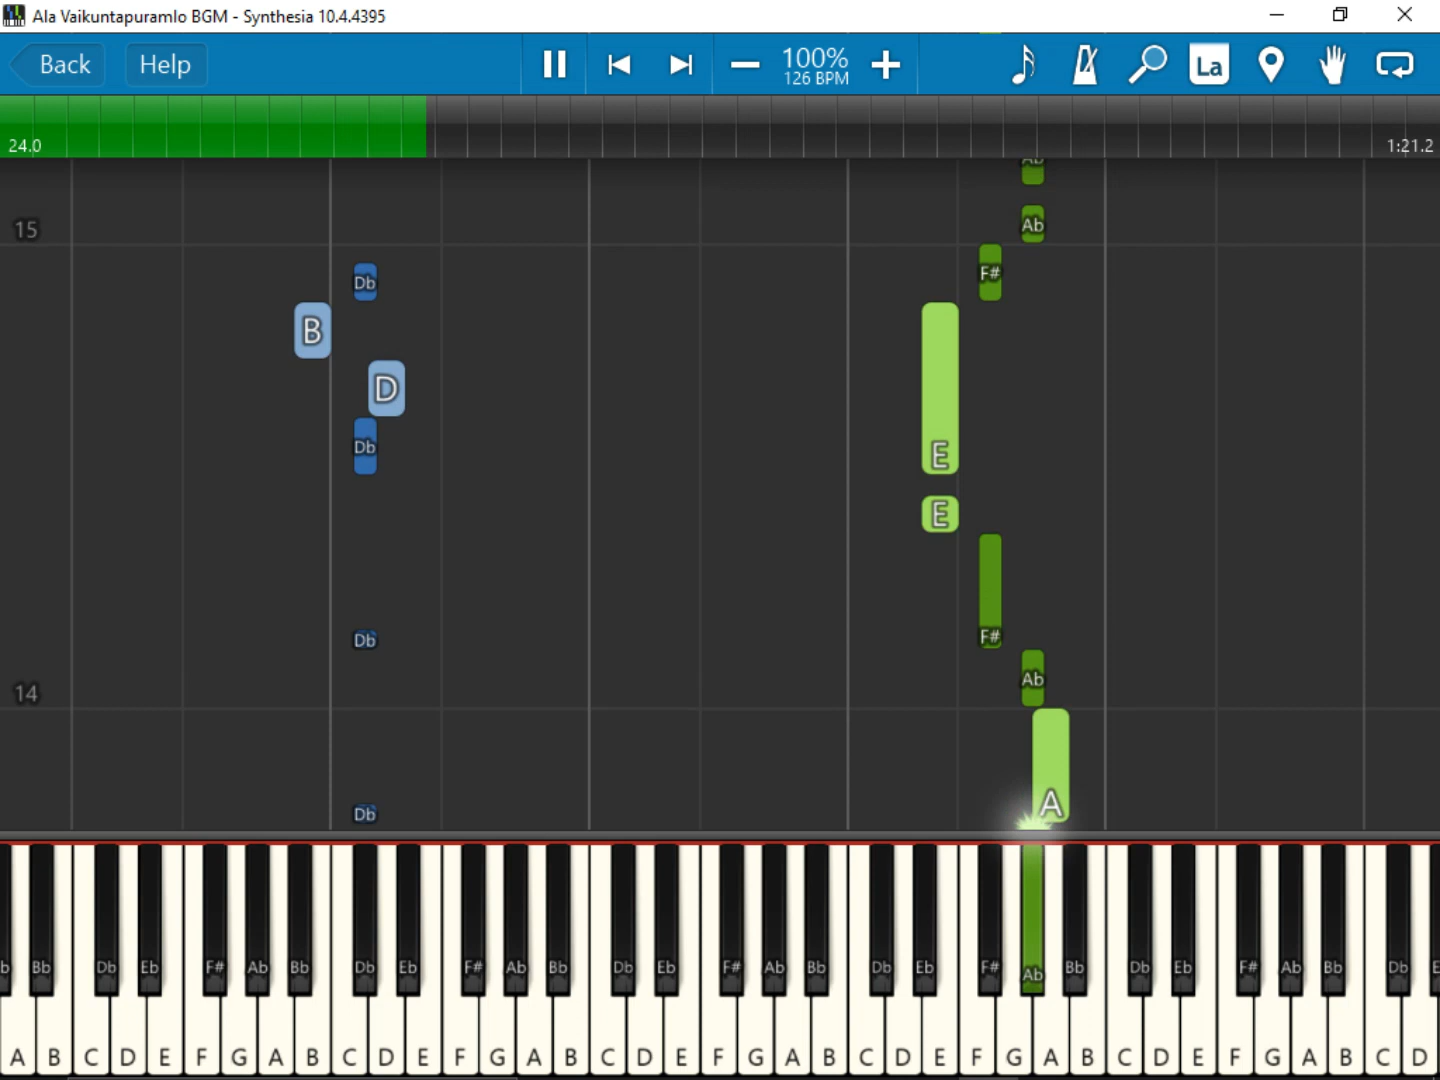 Ala Vaikuntapuramlo BGM - Synthesia 10.4.4395
Back Help 100% La
126 BPM
24.0 1:21.2
Ab
15 Ab
F#
Db
B
D
Db E
E
Db F#
14 Ab
A
Db
b Bb Db Eb F# Ab Bb Db Eb F# Ab Bb Db Eb F# Ab Bb Db Eb F# Ab Bb Db Eb F# Ab Bb Db E
A B C D E F G A B C D E F G A B C D E F G A B C D E F G A B C D E F G A B C D